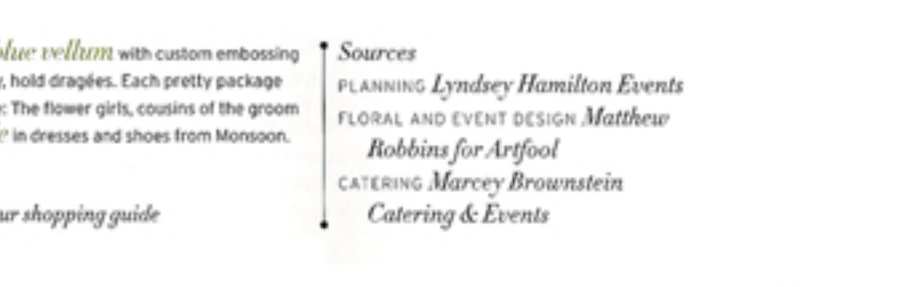 blue vellum with custom embossing
, hold dragées. Each pretty package
: The flower girls, cousins of the groom
in dresses and shoes from Monsoon.
ur shopping guide
Sources
PLANNING Lyndsey Hamilton Events
FLORAL AND EVENT DESIGN Matthew
Robbins for Artfool
CATERING Marcey Brownstein
Catering & Events